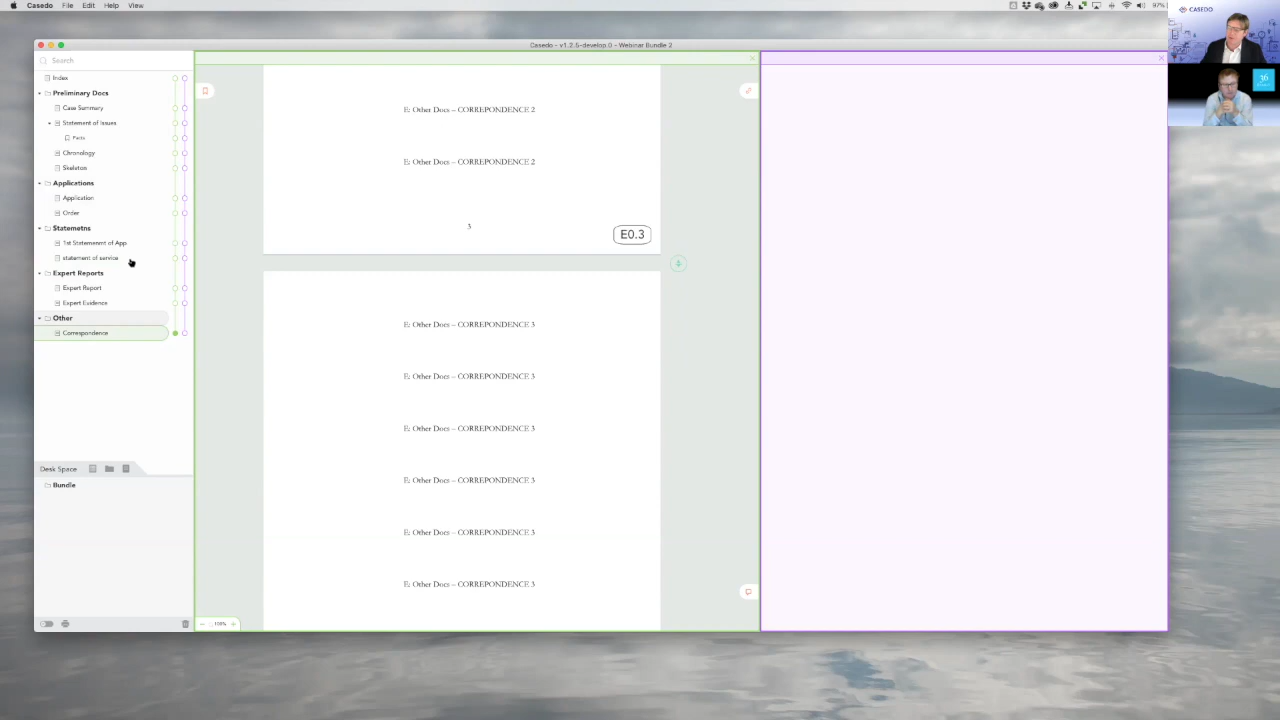 Casedo File Edit Help View
97%
CASEDO
Casedo - v1.2.5-develop.0 - Webinar Bundle 2
36
Search
Index
Preliminary Docs
Case Summary
Statement of Issues
Facts
Chronology
Skeleton
Applications
Application
Order
Statemetns
1st Statemenmt of App
statement of service
Expert Reports
Expert Report
Expert Evidence
Other
Correspondence
Desk Space
Bundle
E: Other Docs – CORREPONDENCE 2
E: Other Docs – CORREPONDENCE 2
3
E0.3
E: Other Docs – CORREPONDENCE 3
E: Other Docs – CORREPONDENCE 3
E: Other Docs – CORREPONDENCE 3
E: Other Docs – CORREPONDENCE 3
E: Other Docs – CORREPONDENCE 3
E: Other Docs – CORREPONDENCE 3
100%